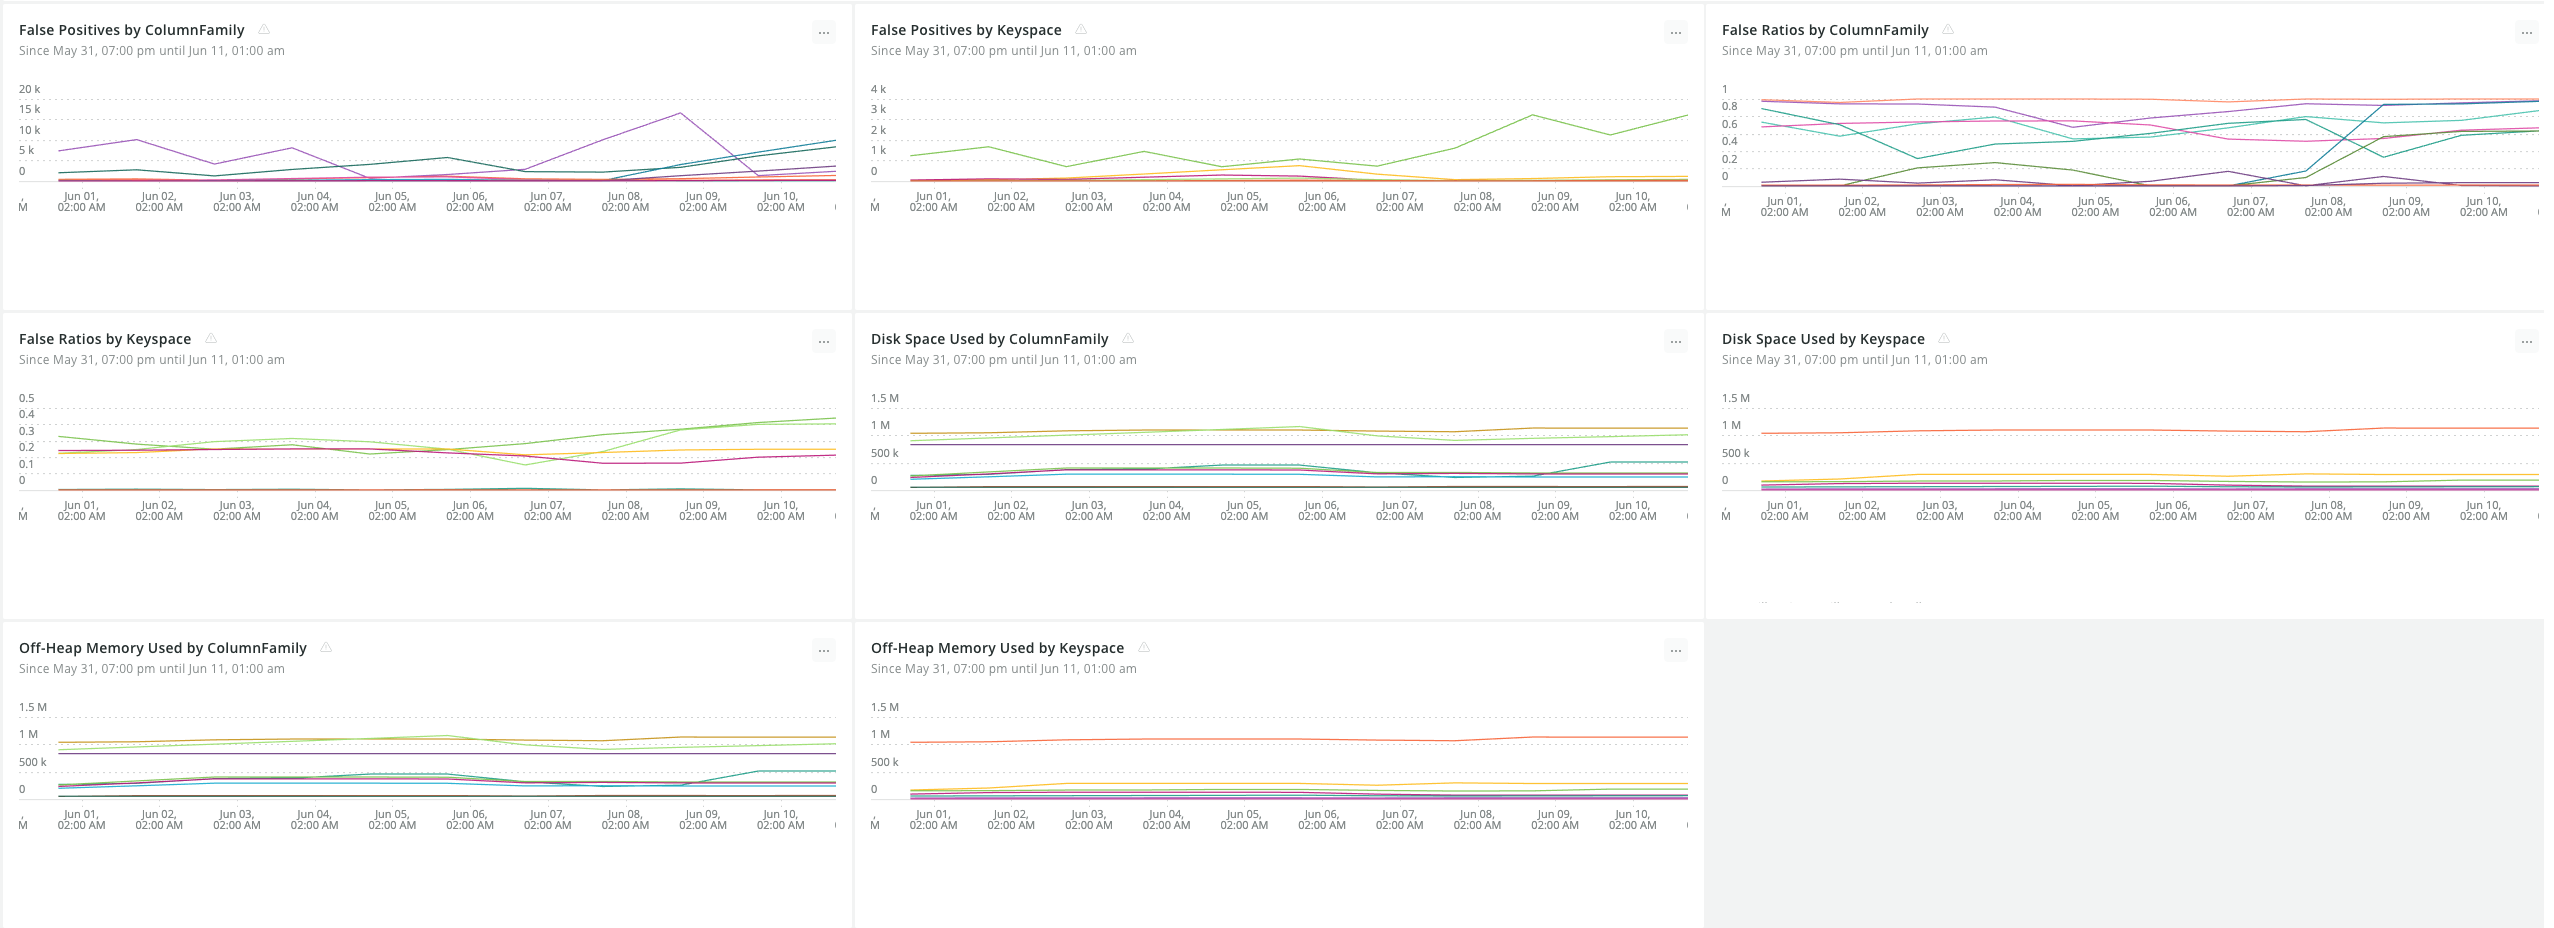 False Positives by ColumnFamily
...
Since May 31, 07:00 pm until Jun 11, 01:00 am
20 k
15 k
10 k
5 k
0
, Jun 01, Jun 02, Jun 03, Jun 04, Jun 05, Jun 06, Jun 07, Jun 08, Jun 09, Jun 10,
M 02:00 AM 02:00 AM 02:00 AM 02:00 AM 02:00 AM 02:00 AM 02:00 AM 02:00 AM 02:00 AM 02:00 AM
False Positives by Keyspace
...
Since May 31, 07:00 pm until Jun 11, 01:00 am
4 k
3 k
2 k
1 k
0
, Jun 01, Jun 02, Jun 03, Jun 04, Jun 05, Jun 06, Jun 07, Jun 08, Jun 09, Jun 10,
M 02:00 AM 02:00 AM 02:00 AM 02:00 AM 02:00 AM 02:00 AM 02:00 AM 02:00 AM 02:00 AM 02:00 AM
False Ratios by ColumnFamily
...
Since May 31, 07:00 pm until Jun 11, 01:00 am
1
0.8
0.6
0.4
0.2
0
, Jun 01, Jun 02, Jun 03, Jun 04, Jun 05, Jun 06, Jun 07, Jun 08, Jun 09, Jun 10,
M 02:00 AM 02:00 AM 02:00 AM 02:00 AM 02:00 AM 02:00 AM 02:00 AM 02:00 AM 02:00 AM 02:00 AM
False Ratios by Keyspace
...
Since May 31, 07:00 pm until Jun 11, 01:00 am
0.5
0.4
0.3
0.2
0.1
0
, Jun 01, Jun 02, Jun 03, Jun 04, Jun 05, Jun 06, Jun 07, Jun 08, Jun 09, Jun 10,
M 02:00 AM 02:00 AM 02:00 AM 02:00 AM 02:00 AM 02:00 AM 02:00 AM 02:00 AM 02:00 AM 02:00 AM
Disk Space Used by ColumnFamily
...
Since May 31, 07:00 pm until Jun 11, 01:00 am
1.5 M
1 M
500 k
0
, Jun 01, Jun 02, Jun 03, Jun 04, Jun 05, Jun 06, Jun 07, Jun 08, Jun 09, Jun 10,
M 02:00 AM 02:00 AM 02:00 AM 02:00 AM 02:00 AM 02:00 AM 02:00 AM 02:00 AM 02:00 AM 02:00 AM
Disk Space Used by Keyspace
...
Since May 31, 07:00 pm until Jun 11, 01:00 am
1.5 M
1 M
500 k
0
, Jun 01, Jun 02, Jun 03, Jun 04, Jun 05, Jun 06, Jun 07, Jun 08, Jun 09, Jun 10,
M 02:00 AM 02:00 AM 02:00 AM 02:00 AM 02:00 AM 02:00 AM 02:00 AM 02:00 AM 02:00 AM 02:00 AM
Off-Heap Memory Used by ColumnFamily
...
Since May 31, 07:00 pm until Jun 11, 01:00 am
1.5 M
1 M
500 k
0
, Jun 01, Jun 02, Jun 03, Jun 04, Jun 05, Jun 06, Jun 07, Jun 08, Jun 09, Jun 10,
M 02:00 AM 02:00 AM 02:00 AM 02:00 AM 02:00 AM 02:00 AM 02:00 AM 02:00 AM 02:00 AM 02:00 AM
Off-Heap Memory Used by Keyspace
...
Since May 31, 07:00 pm until Jun 11, 01:00 am
1.5 M
1 M
500 k
0
, Jun 01, Jun 02, Jun 03, Jun 04, Jun 05, Jun 06, Jun 07, Jun 08, Jun 09, Jun 10,
M 02:00 AM 02:00 AM 02:00 AM 02:00 AM 02:00 AM 02:00 AM 02:00 AM 02:00 AM 02:00 AM 02:00 AM